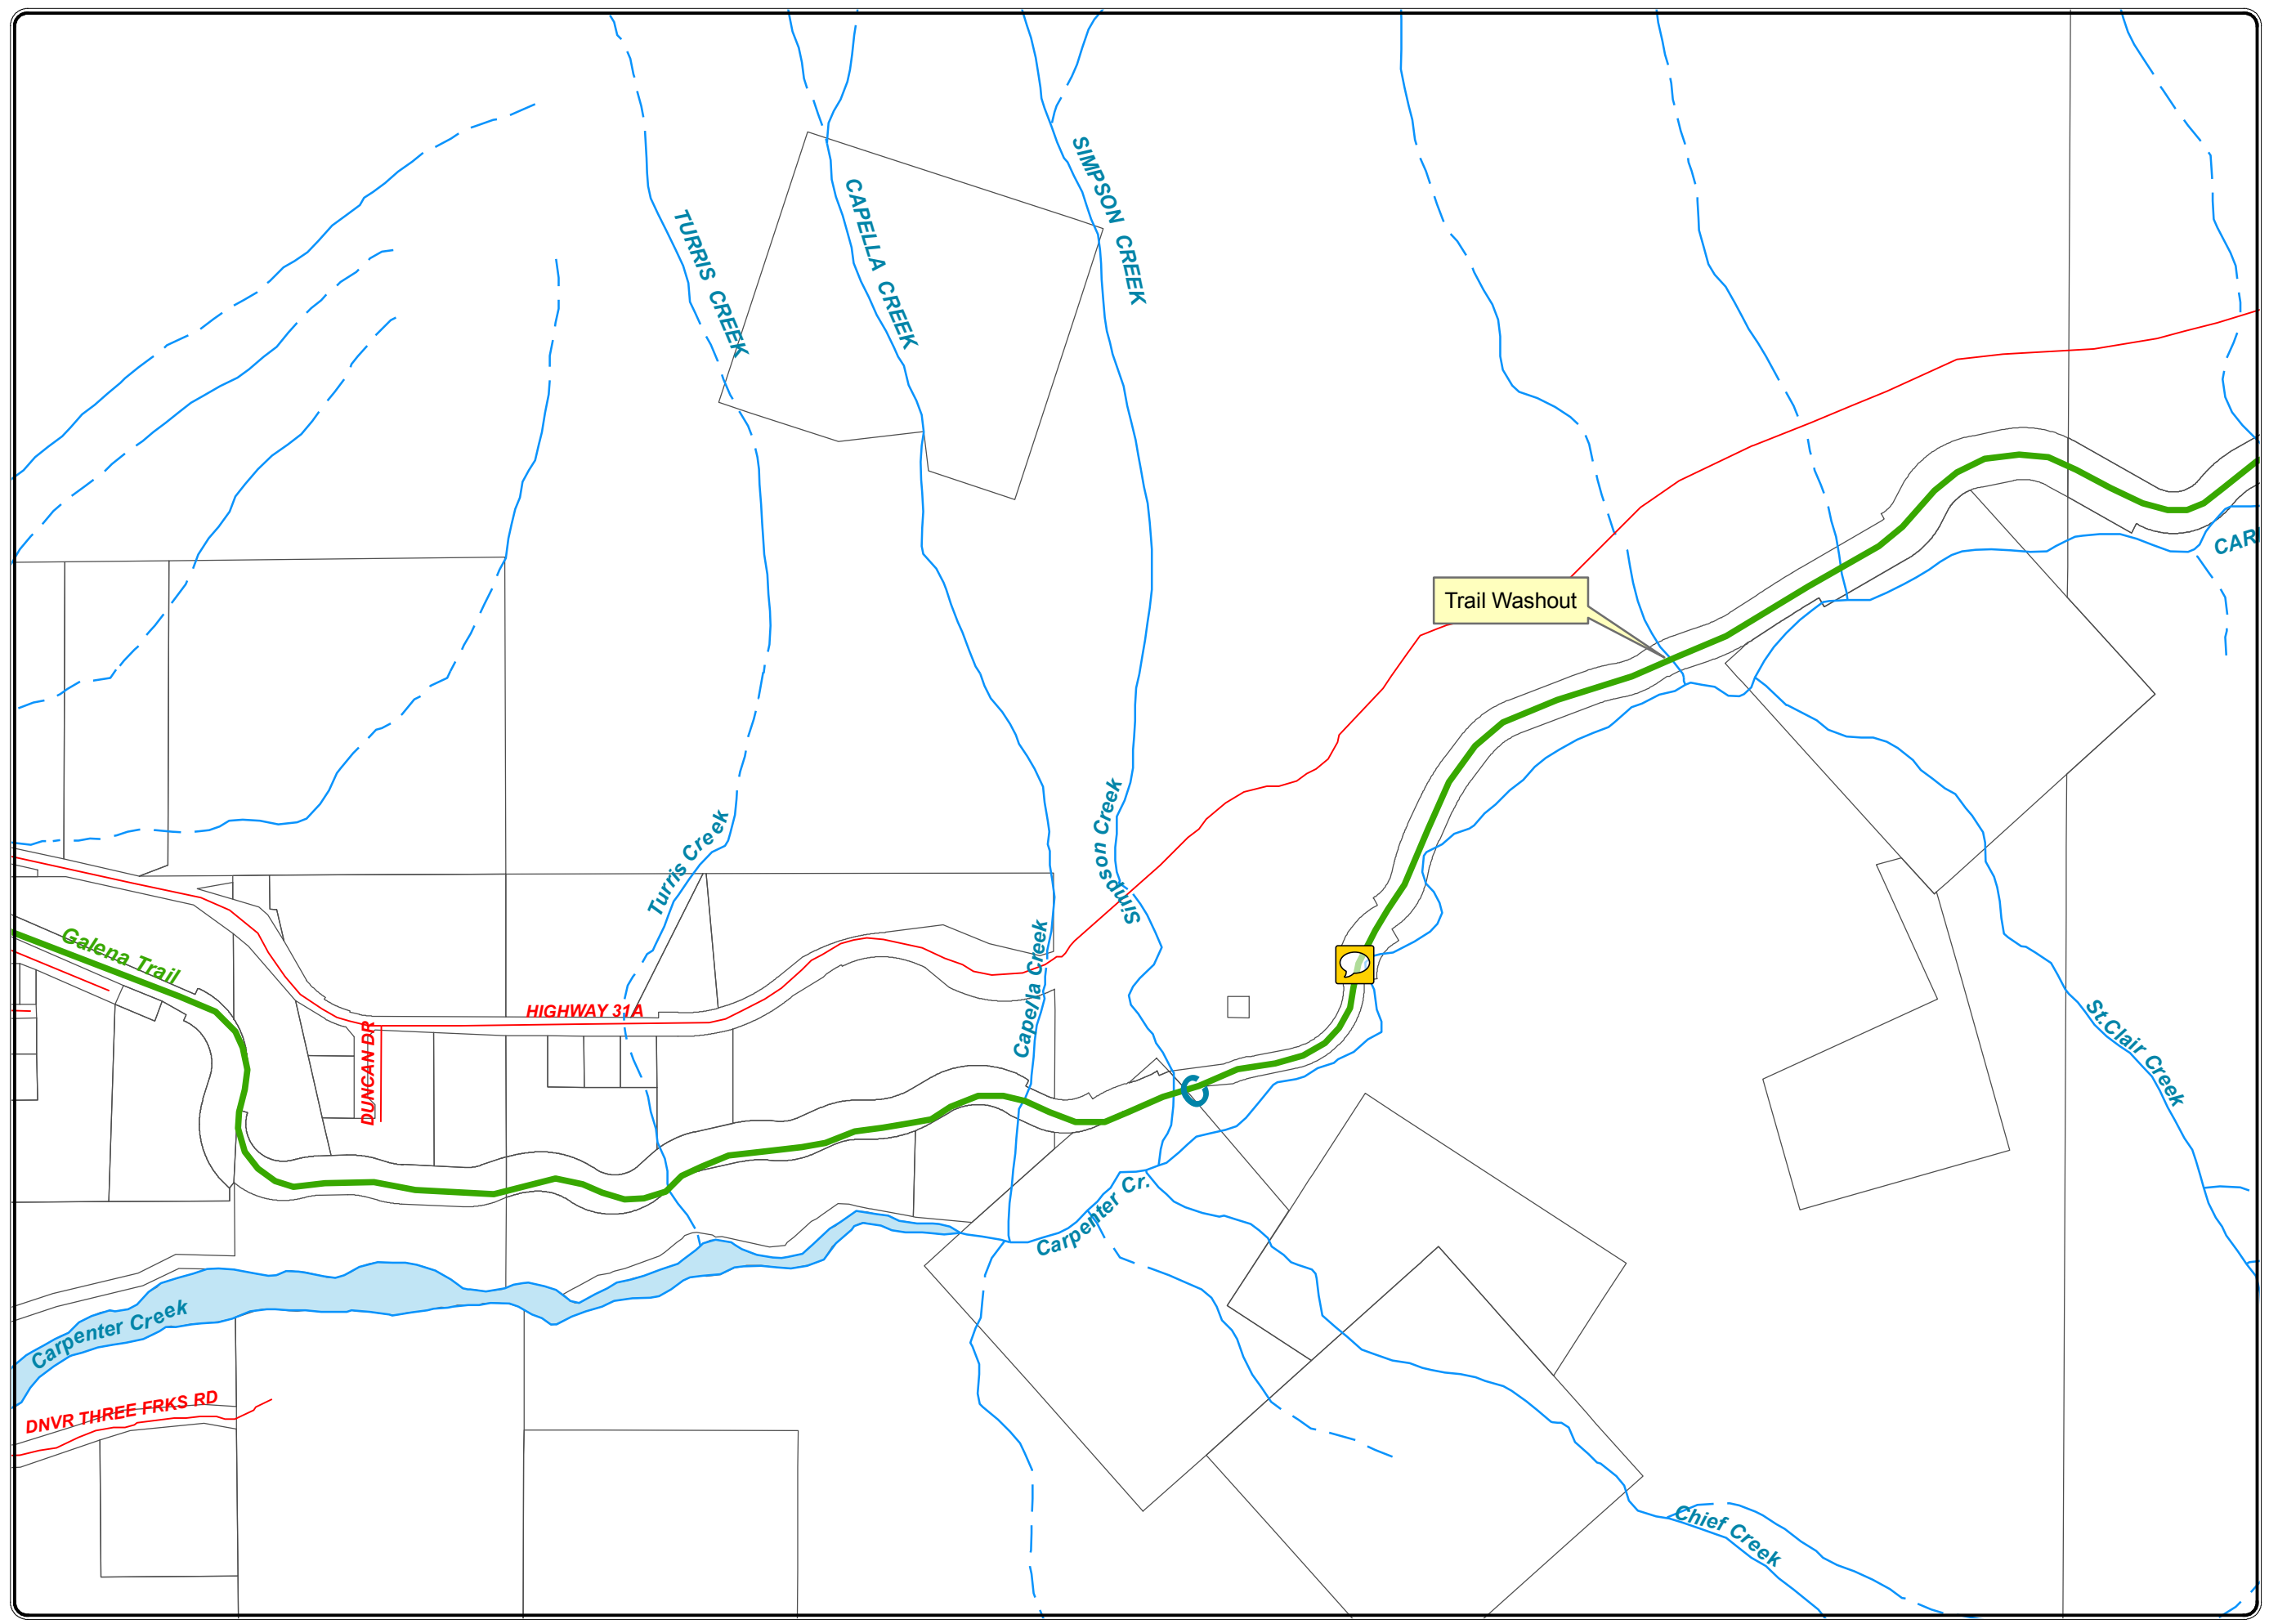 SIMPSON CREEK
CAPELLA CREEK
TURRIS CREEK
Trail Washout
Simpson Creek
Turris Creek
Capella Creek
Galena Trail
HIGHWAY 31A
DUNCAN DR
St.Clair Creek
Carpenter Cr.
Carpenter Creek
DNVR THREE FRKS RD
Chief Creek